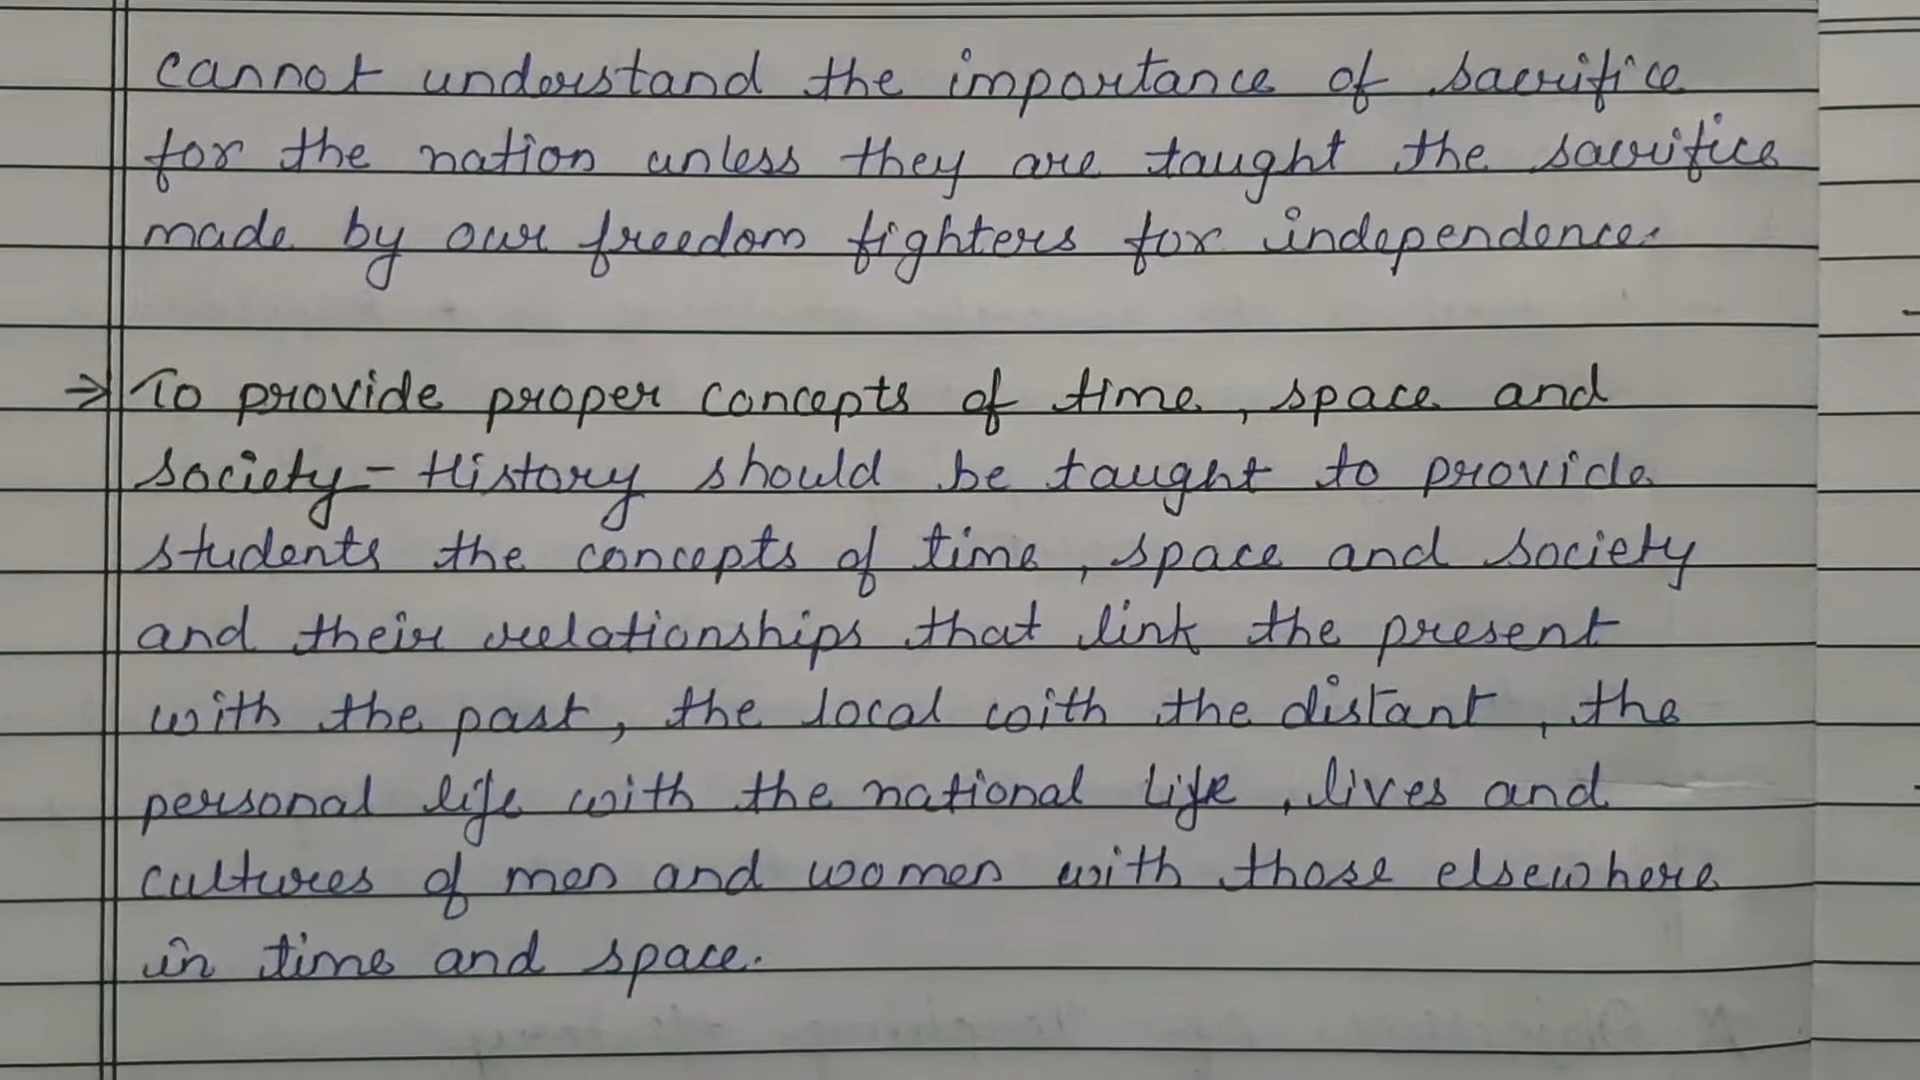 cannot understand the importance of sacrifice
for the nation unless they are taught the sacrifice
made by our freedom fighters for independence.
⇒ To provide proper concepts of time, space and
society - History should be taught to provide
students the concepts of time, space and society
and their relationships that link the present
with the past, the local with the distant, the
personal life with the national life, lives and
cultures of men and women with those elsewhere
in time and space.